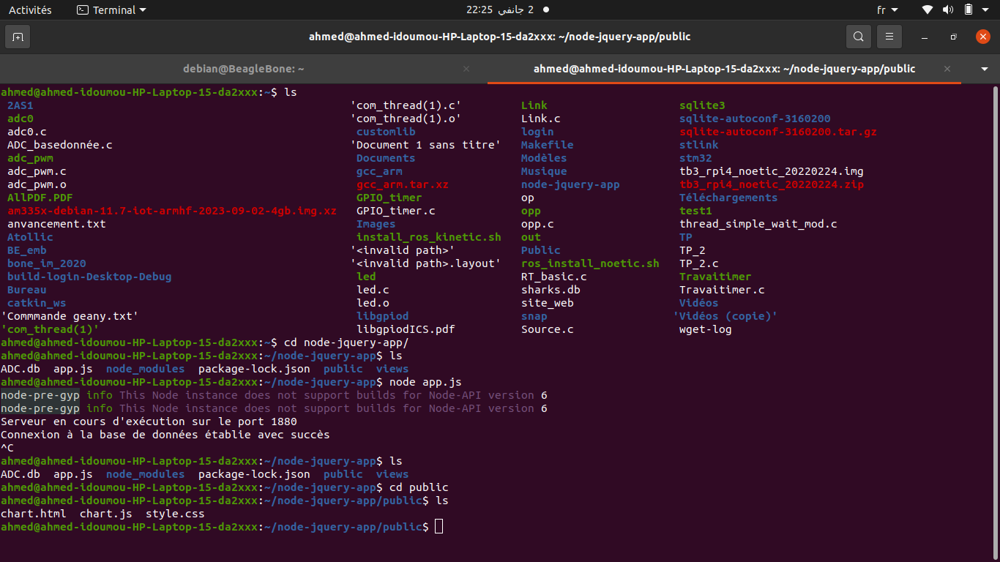 Activités Terminal 2 جانفي 22:25 fr
ahmed@ahmed-idoumou-HP-Laptop-15-da2xxx: ~/node-jquery-app/public
debian@BeagleBone: ~ ahmed@ahmed-idoumou-HP-Laptop-15-da2xxx: ~/node-jquery-app/public
ahmed@ahmed-idoumou-HP-Laptop-15-da2xxx:~$ ls
2AS1 'com_thread(1).c' Link sqlite3
adc0 'com_thread(1).o' Link.c sqlite-autoconf-3160200
adc0.c customlib login sqlite-autoconf-3160200.tar.gz
ADC_basedonnée.c 'Document 1 sans titre' Makefile stlink
adc_pwm Documents Modèles stm32
adc_pwm.c gcc_arm Musique tb3_rpi4_noetic_20220224.img
adc_pwm.o gcc_arm.tar.xz node-jquery-app tb3_rpi4_noetic_20220224.zip
AllPDF.PDF GPIO_timer op Téléchargements
am335x-debian-11.7-iot-armhf-2023-09-02-4gb.img.xz GPIO_timer.c opp test1
anvancement.txt Images opp.c thread_simple_wait_mod.c
Atollic install_ros_kinetic.sh out TP
BE_emb '<invalid path>' Public TP_2
bone_im_2020 '<invalid path>.layout' ros_install_noetic.sh TP_2.c
build-login-Desktop-Debug led RT_basic.c Travaitimer
Bureau led.c sharks.db Travaitimer.c
catkin_ws led.o site_web Vidéos
'Commmande geany.txt' libgpiod snap 'Vidéos (copie)'
'com_thread(1)' libgpiodICS.pdf Source.c wget-log
ahmed@ahmed-idoumou-HP-Laptop-15-da2xxx:~$ cd node-jquery-app/
ahmed@ahmed-idoumou-HP-Laptop-15-da2xxx:~/node-jquery-app$ ls
ADC.db app.js node_modules package-lock.json public views
ahmed@ahmed-idoumou-HP-Laptop-15-da2xxx:~/node-jquery-app$ node app.js
node-pre-gyp info This Node instance does not support builds for Node-API version 6
node-pre-gyp info This Node instance does not support builds for Node-API version 6
Serveur en cours d'exécution sur le port 1880
Connexion à la base de données établie avec succès
^C
ahmed@ahmed-idoumou-HP-Laptop-15-da2xxx:~/node-jquery-app$ ls
ADC.db app.js node_modules package-lock.json public views
ahmed@ahmed-idoumou-HP-Laptop-15-da2xxx:~/node-jquery-app$ cd public
ahmed@ahmed-idoumou-HP-Laptop-15-da2xxx:~/node-jquery-app/public$ ls
chart.html chart.js style.css
ahmed@ahmed-idoumou-HP-Laptop-15-da2xxx:~/node-jquery-app/public$